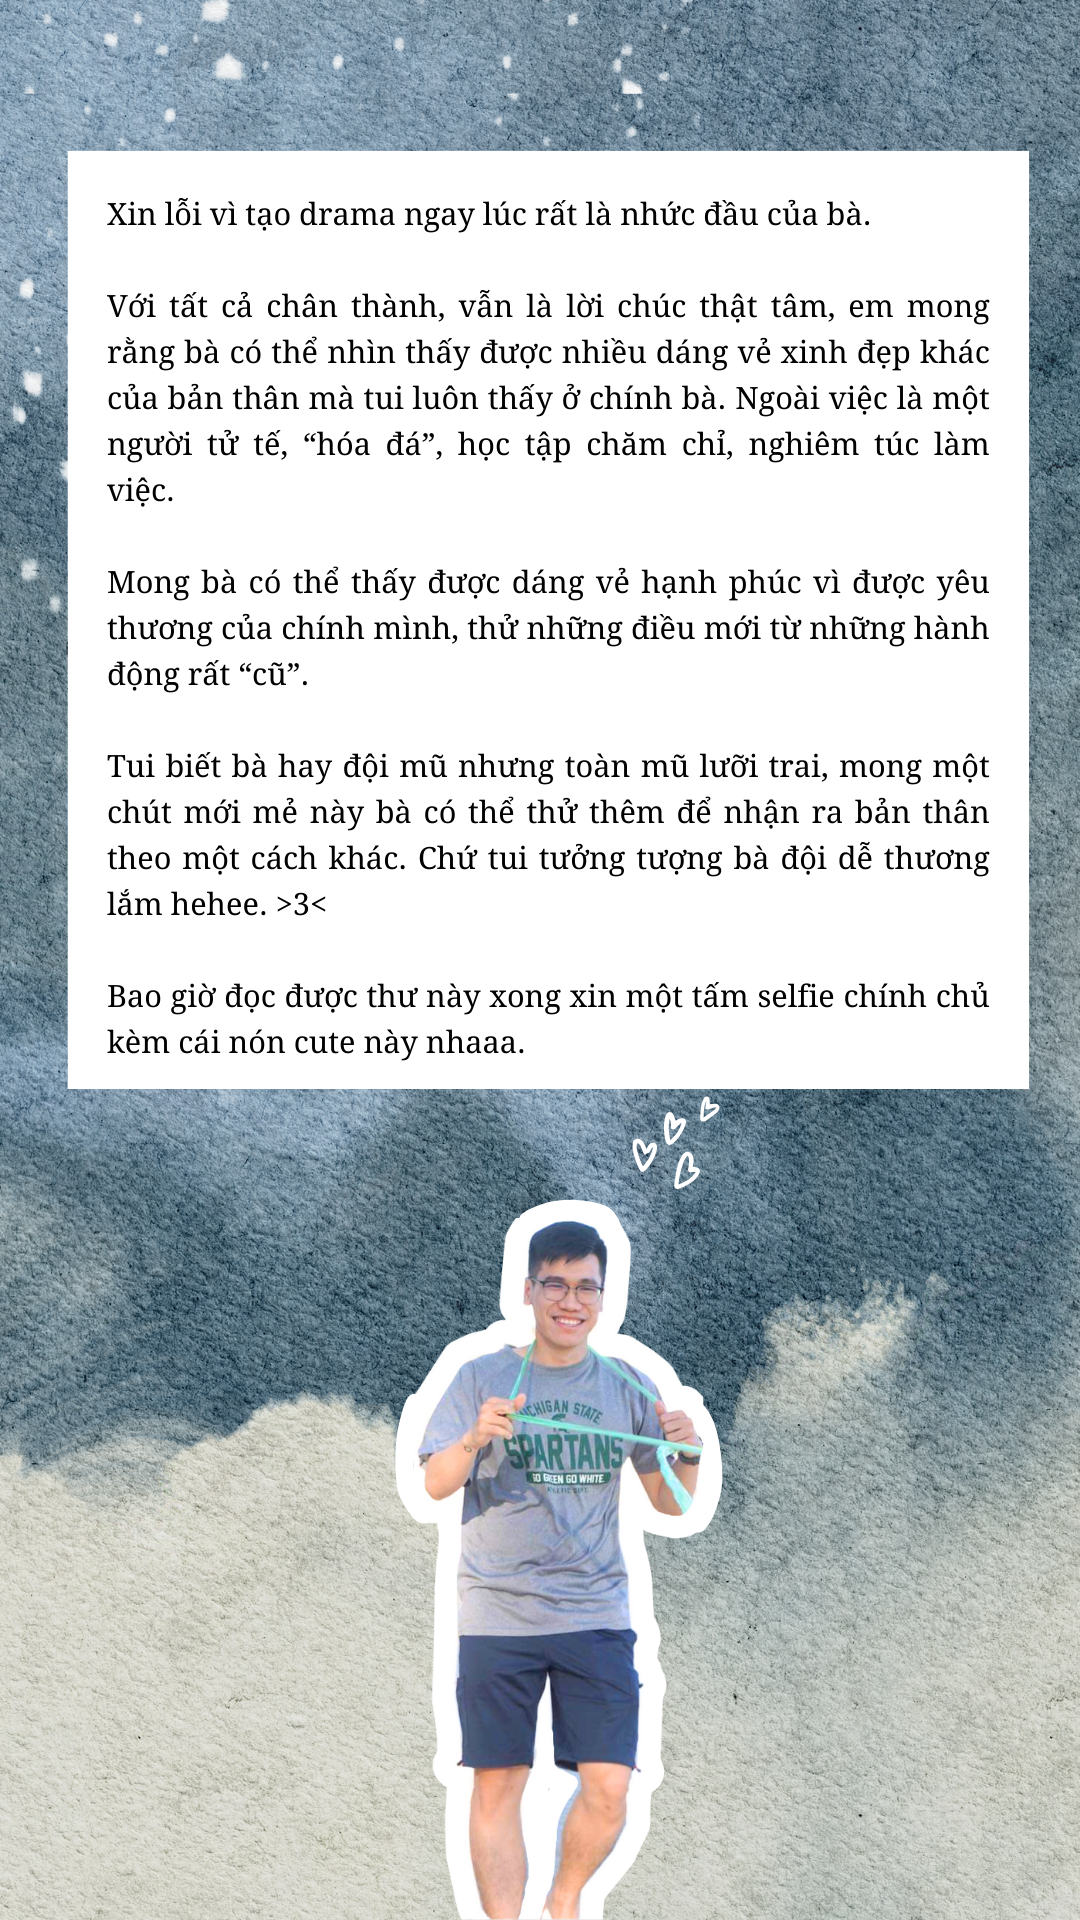 Xin lỗi vì tạo drama ngay lúc rất là nhức đầu của bà.
Với tất cả chân thành, vẫn là lời chúc thật tâm, em mong
rằng bà có thể nhìn thấy được nhiều dáng vẻ xinh đẹp khác
của bản thân mà tui luôn thấy ở chính bà. Ngoài việc là một
người tử tế, “hóa đá”, học tập chăm chỉ, nghiêm túc làm
việc.
Mong bà có thể thấy được dáng vẻ hạnh phúc vì được yêu
thương của chính mình, thử những điều mới từ những hành
động rất “cũ”.
Tui biết bà hay đội mũ nhưng toàn mũ lưỡi trai, mong một
chút mới mẻ này bà có thể thử thêm để nhận ra bản thân
theo một cách khác. Chứ tui tưởng tượng bà đội dễ thương
lắm hehee. >3<
Bao giờ đọc được thư này xong xin một tấm selfie chính chủ
kèm cái nón cute này nhaaa.
MICHIGAN STATE
SPARTANS
GO GREEN GO WHITE